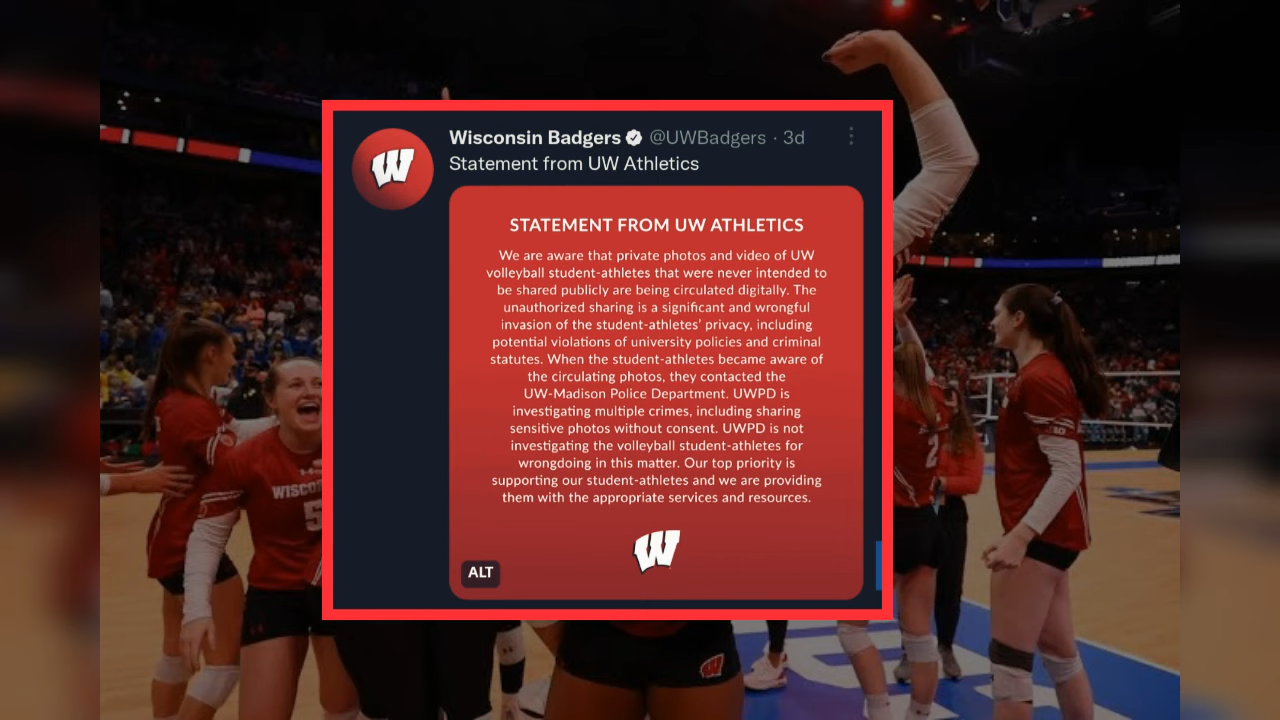 Wisconsin Badgers @UWBadgers · 3d
Statement from UW Athletics
STATEMENT FROM UW ATHLETICS
We are aware that private photos and video of UW
volleyball student-athletes that were never intended to
be shared publicly are being circulated digitally. The
unauthorized sharing is a significant and wrongful
invasion of the student-athletes' privacy, including
potential violations of university policies and criminal
statutes. When the student-athletes became aware of
the circulating photos, they contacted the
UW-Madison Police Department. UWPD is
investigating multiple crimes, including sharing
sensitive photos without consent. UWPD is not
investigating the volleyball student-athletes for
wrongdoing in this matter. Our top priority is
supporting our student-athletes and we are providing
them with the appropriate services and resources.
W
ALT
W
WISCON
5
2